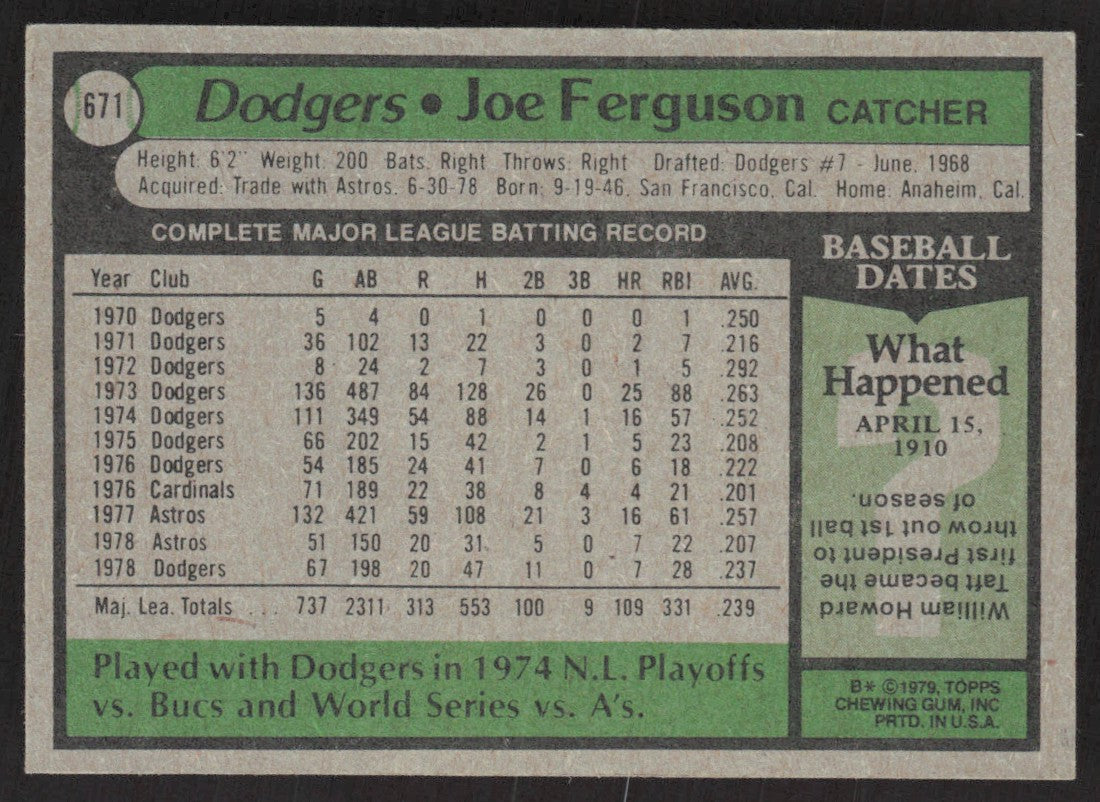 671
Dodgers • Joe Ferguson CATCHER
Height: 6'2" Weight: 200 Bats: Right Throws: Right Drafted: Dodgers #7 - June, 1968
Acquired: Trade with Astros, 6-30-78 Born: 9-19-46, San Francisco, Cal. Home: Anaheim, Cal.
COMPLETE MAJOR LEAGUE BATTING RECORD
Year Club G AB R H 2B 3B HR RBI AVG.
1970 Dodgers 5 4 0 1 0 0 0 1 .250
1971 Dodgers 36 102 13 22 3 0 2 7 .216
1972 Dodgers 8 24 2 7 3 0 1 5 .292
1973 Dodgers 136 487 84 128 26 0 25 88 .263
1974 Dodgers 111 349 54 88 14 1 16 57 .252
1975 Dodgers 66 202 15 42 2 1 5 23 .208
1976 Dodgers 54 185 24 41 7 0 6 18 .222
1976 Cardinals 71 189 22 38 8 4 4 21 .201
1977 Astros 132 421 59 108 21 3 16 61 .257
1978 Astros 51 150 20 31 5 0 7 22 .207
1978 Dodgers 67 198 20 47 11 0 7 28 .237
Maj. Lea. Totals ... 737 2311 313 553 100 9 109 331 .239
Played with Dodgers in 1974 N.L. Playoffs
vs. Bucs and World Series vs. A's.
BASEBALL
DATES
What
Happened
APRIL 15,
1910
William Howard
Taft became the
first President to
throw out 1st ball
of season.
B* ©1979, TOPPS
CHEWING GUM, INC
PRTD. IN U.S.A.